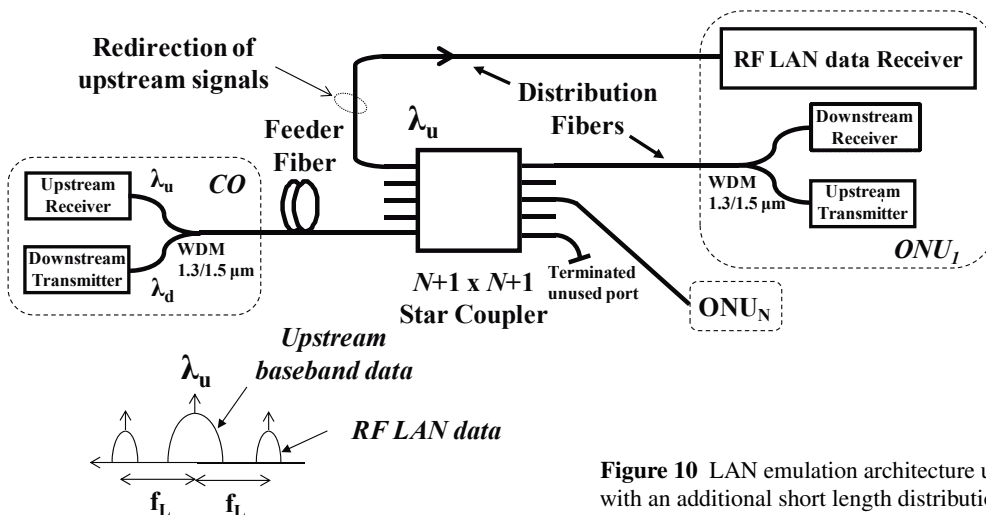 Redirection of
upstream signals
RF LAN data Receiver
Distribution
Fibers
Downstream
Receiver
Feeder
Fiber
λu
CO
Upstream
Receiver
λu
WDM
1.3/1.5 μm
Upstream
Transmitter
WDM
1.3/1.5 μm
Downstream
Transmitter
λd
ONU1
N+1 x N+1
Star Coupler
Terminated
unused port
ONUN
Upstream
baseband data
λu
RF LAN data
fL
fL
Figure 10 LAN emulation architecture u
with an additional short length distributio